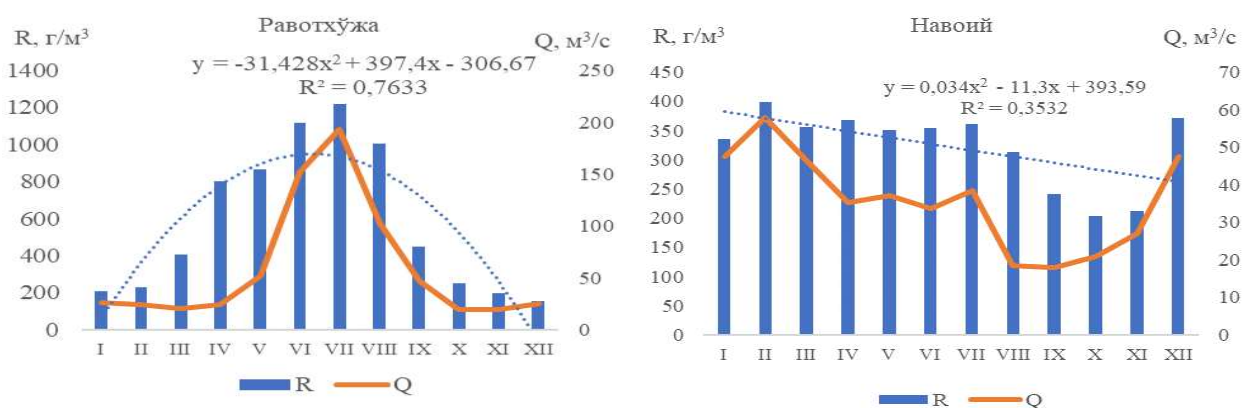 Равотхўжа
R, г/м³
Q, м³/с
y = -31,428x² + 397,4x - 306,67
R² = 0,7633
1400
1200
1000
800
600
400
200
0
250
200
150
100
50
0
I II III IV V VI VII VIII IX X XI XII
R Q
Навоий
R, г/м³
Q, м³/с
y = 0,034x² - 11,3x + 393,59
R² = 0,3532
450
400
350
300
250
200
150
100
50
0
70
60
50
40
30
20
10
0
I II III IV V VI VII VIII IX X XI XII
R Q